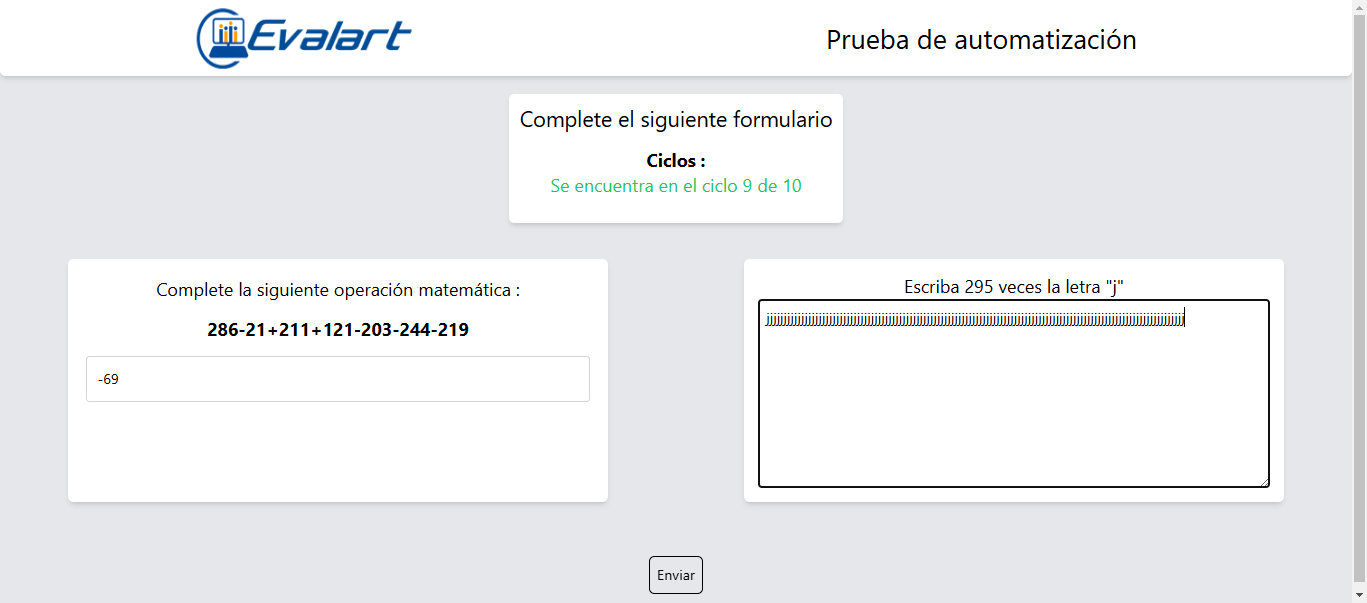 Evalart
Prueba de automatización
Complete el siguiente formulario
Ciclos :
Se encuentra en el ciclo 9 de 10
Complete la siguiente operación matemática :
286-21+211+121-203-244-219
-69
Escriba 295 veces la letra "j"
Enviar